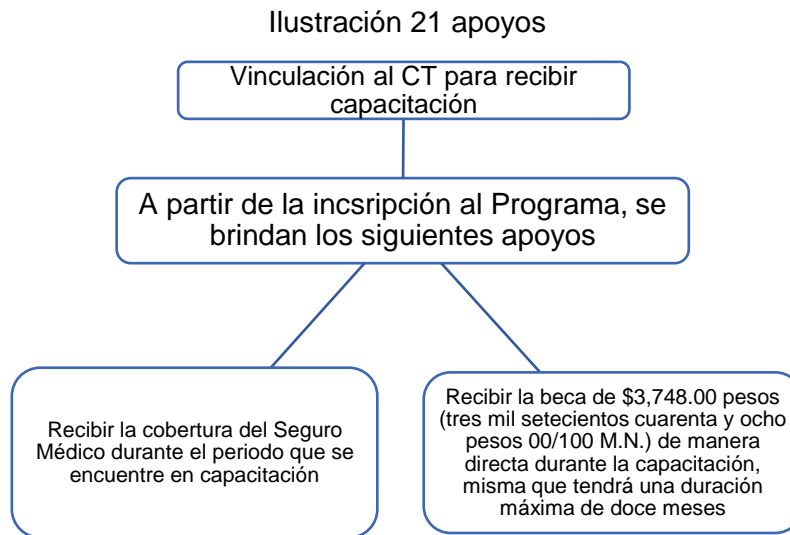 Ilustración 21 apoyos
Vinculación al CT para recibir
capacitación
A partir de la incsripción al Programa, se
brindan los siguientes apoyos
Recibir la cobertura del Seguro
Médico durante el periodo que se
encuentre en capacitación
Recibir la beca de $3,748.00 pesos
(tres mil setecientos cuarenta y ocho
pesos 00/100 M.N.) de manera
directa durante la capacitación,
misma que tendrá una duración
máxima de doce meses